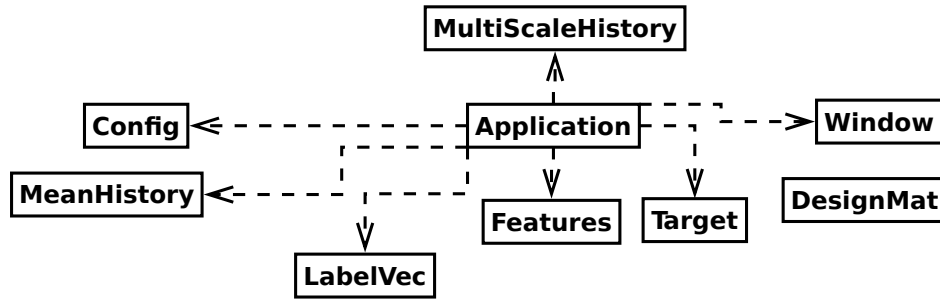 MultiScaleHistory
Config
Application
Window
MeanHistory
DesignMat
Features
Target
LabelVec